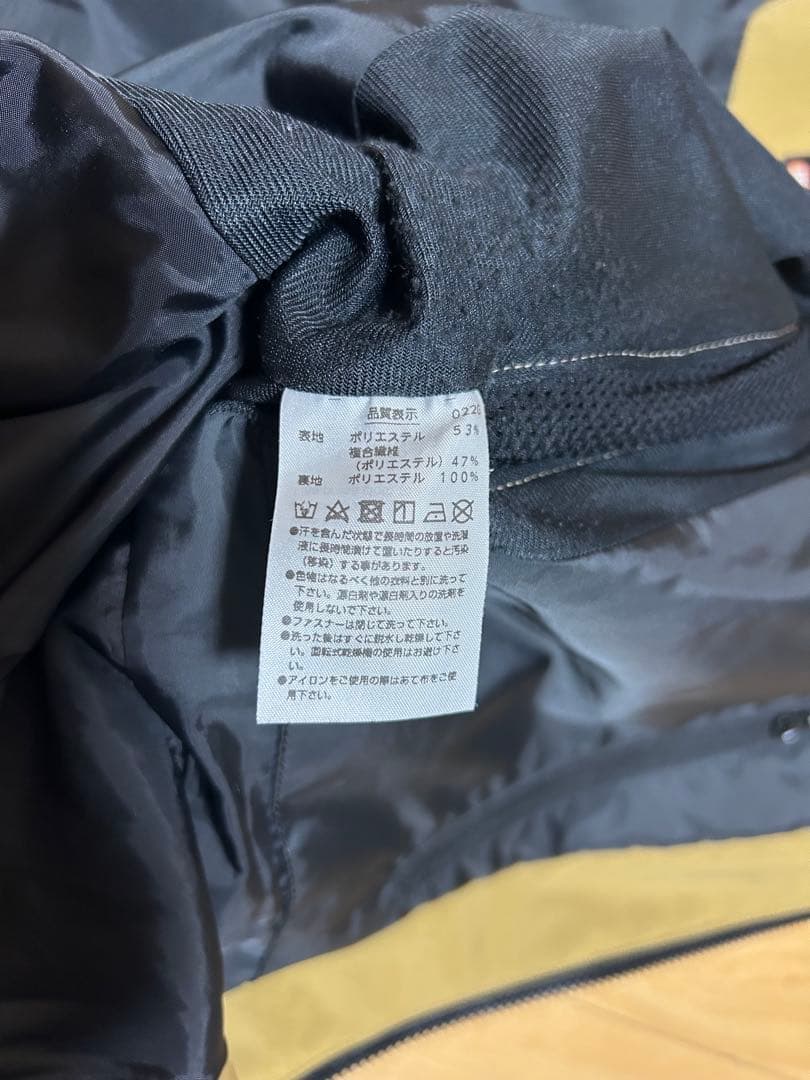 品質表示 022G
表地 ポリエステル 53%
複合繊維
(ポリエステル) 47%
裏地 ポリエステル 100%
●汗を含んだ状態で長時間の放置や洗濯
液に長時間漬けて置いたりすると汚染
(移染)する事があります。
●色物はなるべく他の衣料と別に洗って
下さい。漂白剤や漂白剤入りの洗剤を
使用しないで下さい。
●ファスナーは閉じて洗って下さい。
●洗った後はすぐに脱水し乾燥して下さ
い。回転式乾燥機の使用はお避け下さ
い。
●アイロンをご使用の際はあて布をご使
用下さい。